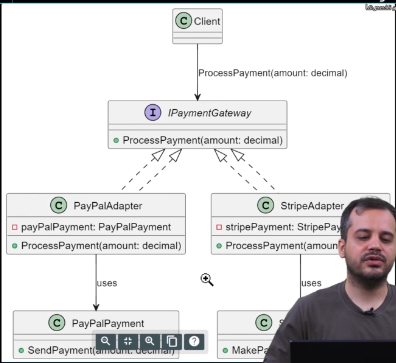 C Client
ProcessPayment(amount: decimal)
I IPaymentGateway
ProcessPayment(amount: decimal)
C PayPalAdapter
payPalPayment: PayPalPayment
ProcessPayment(amount: decimal)
C StripeAdapter
stripePayment: StripePay
ProcessPayment(amoun
uses
uses
C PayPalPayment
C S
SendPayment(amount: decimal)
MakePa
?